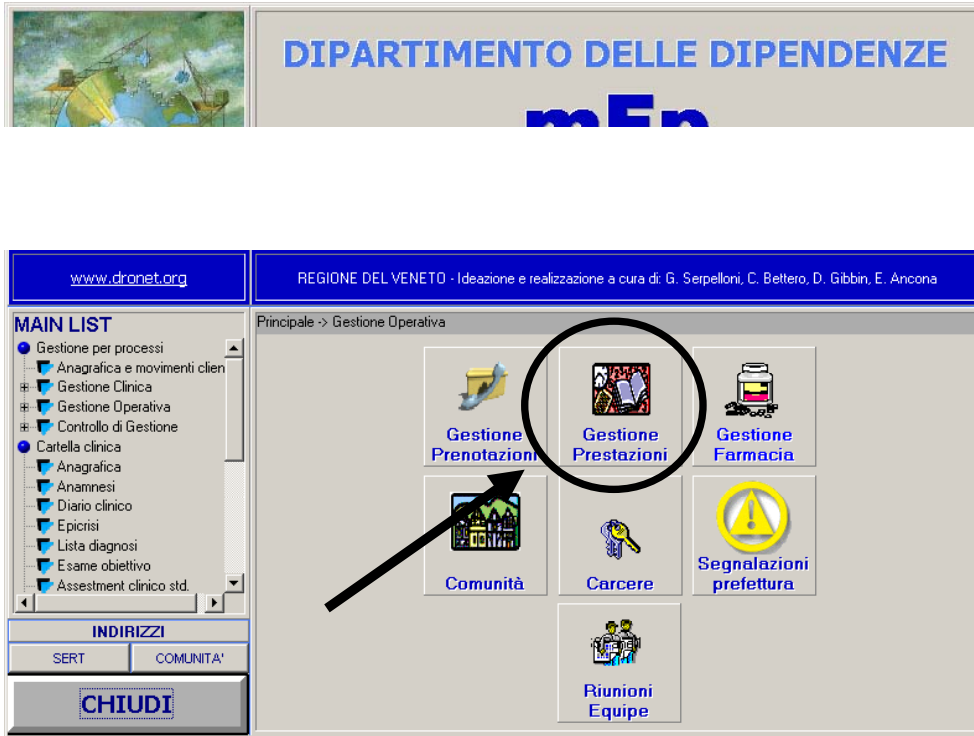 DIPARTIMENTO DELLE DIPENDENZE
mFp
www.dronet.org
REGIONE DEL VENETO - Ideazione e realizzazione a cura di: G. Serpelloni, C. Bettero, D. Gibbin, E. Ancona
MAIN LIST
Gestione per processi
Anagrafica e movimenti clien
Gestione Clinica
Gestione Operativa
Controllo di Gestione
Cartella clinica
Anagrafica
Anamnesi
Diario clinico
Epicrisi
Lista diagnosi
Esame obiettivo
Assestment clinico std.
INDIRIZZI
SERT
COMUNITA'
CHIUDI
Principale -> Gestione Operativa
Gestione
Prenotazioni
Gestione
Prestazioni
Gestione
Farmacia
Comunità
Carcere
Segnalazioni
prefettura
Riunioni
Equipe